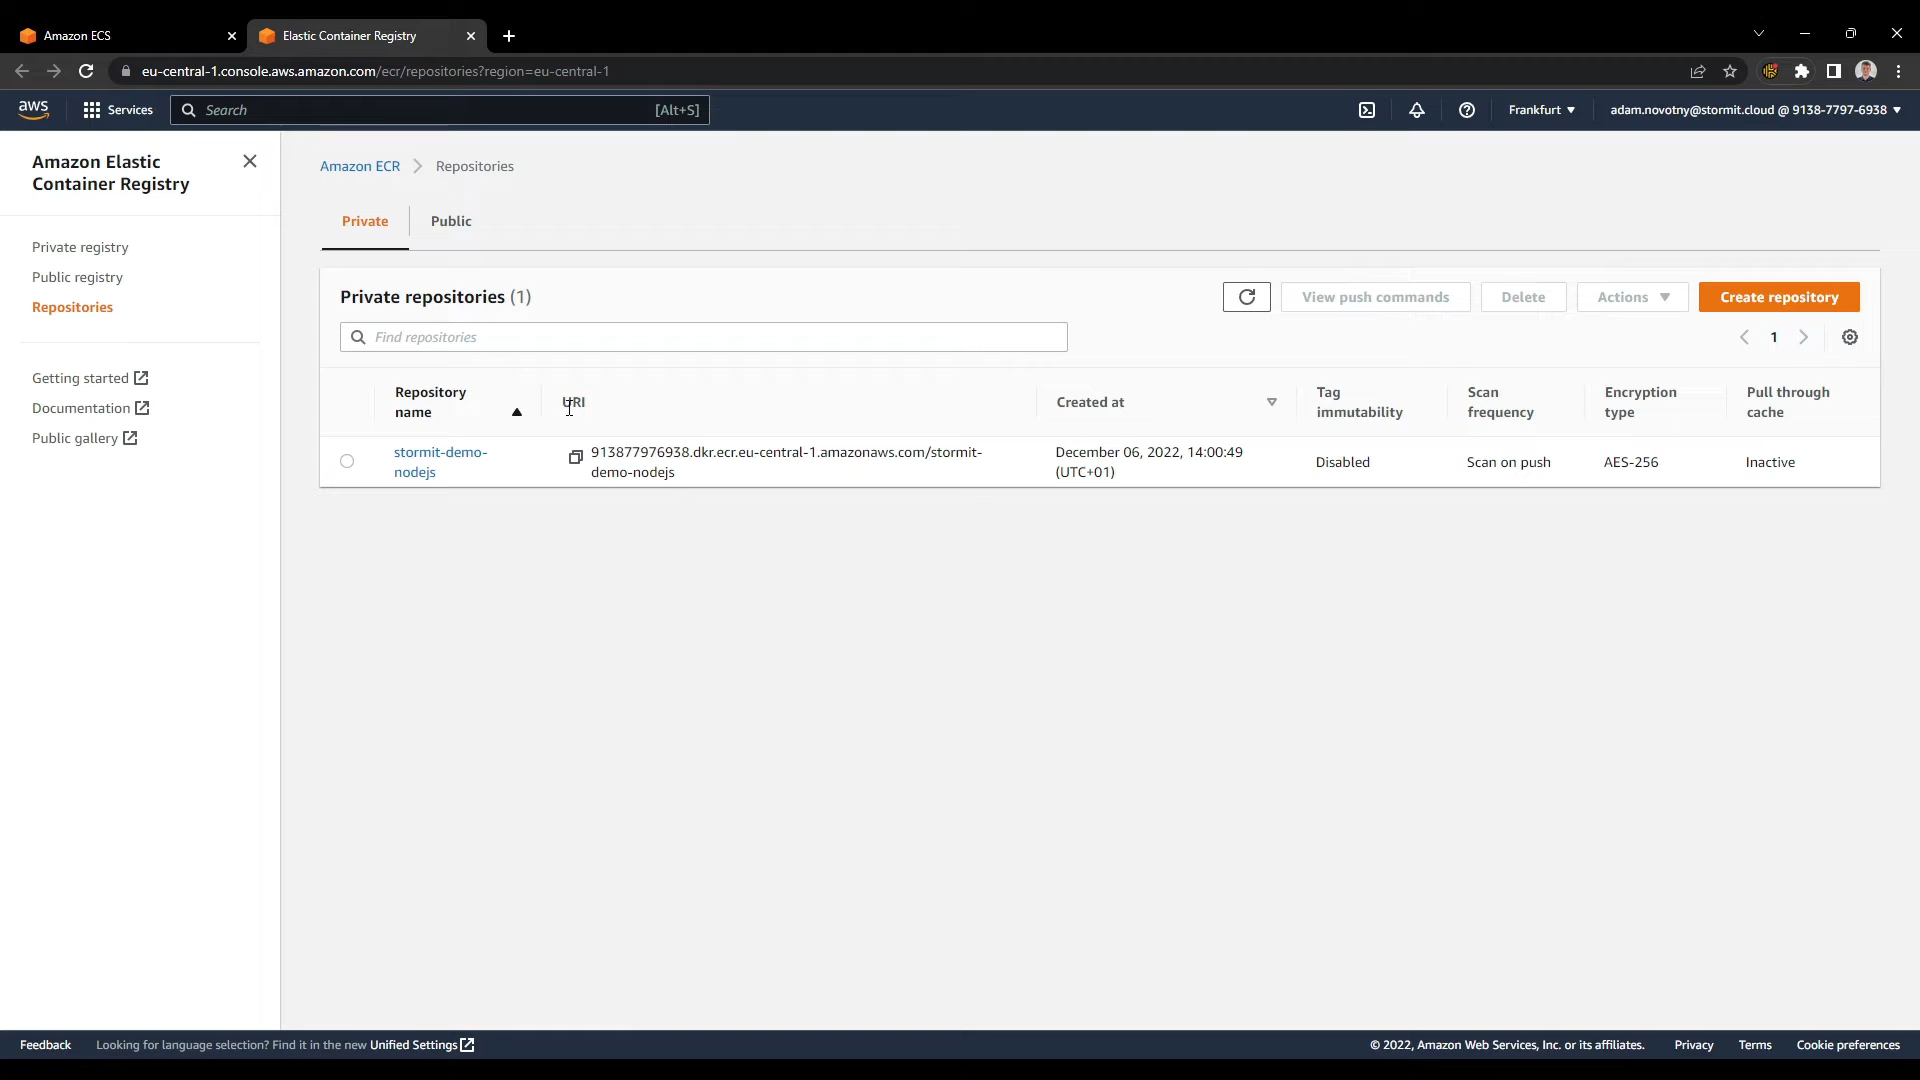 Amazon ECS
Elastic Container Registry
eu-central-1.console.aws.amazon.com/ecr/repositories?region=eu-central-1
aws
Services
Search
[Alt+S]
Frankfurt
adam.novotny@stormit.cloud @ 9138-7797-6938
Amazon Elastic
Container Registry
Private registry
Public registry
Repositories
Getting started
Documentation
Public gallery
Amazon ECR
Repositories
Private
Public
Private repositories (1)
View push commands
Delete
Actions
Create repository
Find repositories
1
Repository
name
URI
Created at
Tag
immutability
Scan
frequency
Encryption
type
Pull through
cache
stormit-demo-
nodejs
913877976938.dkr.ecr.eu-central-1.amazonaws.com/stormit-
demo-nodejs
December 06, 2022, 14:00:49
(UTC+01)
Disabled
Scan on push
AES-256
Inactive
Feedback
Looking for language selection? Find it in the new Unified Settings
© 2022, Amazon Web Services, Inc. or its affiliates.
Privacy
Terms
Cookie preferences